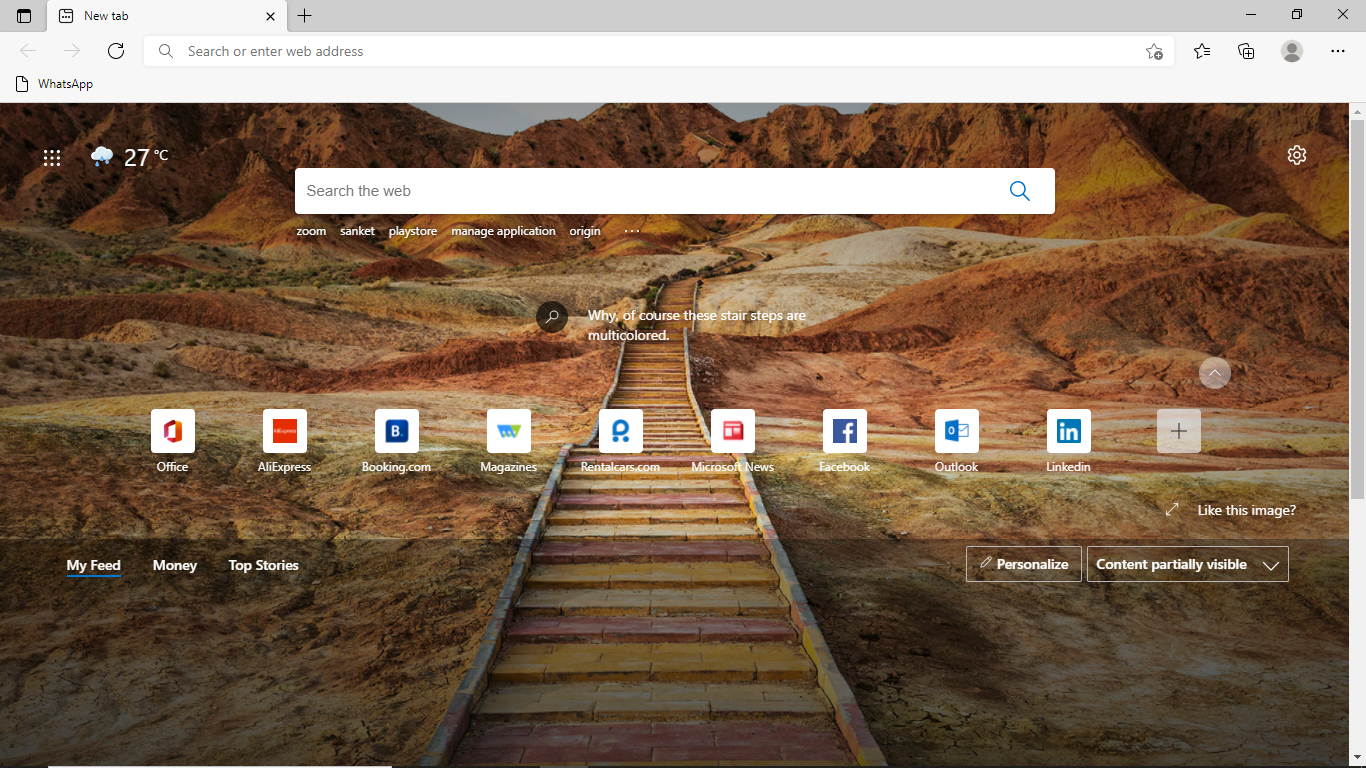 New tab
Search or enter web address
WhatsApp
27 °C
Search the web
zoom sanket playstore manage application origin ...
Why, of course these stair steps are
multicolored.
Office AliExpress Booking.com Magazines Rentalcars.com Microsoft News Facebook Outlook Linkedin
Like this image?
My Feed Money Top Stories Personalize Content partially visible